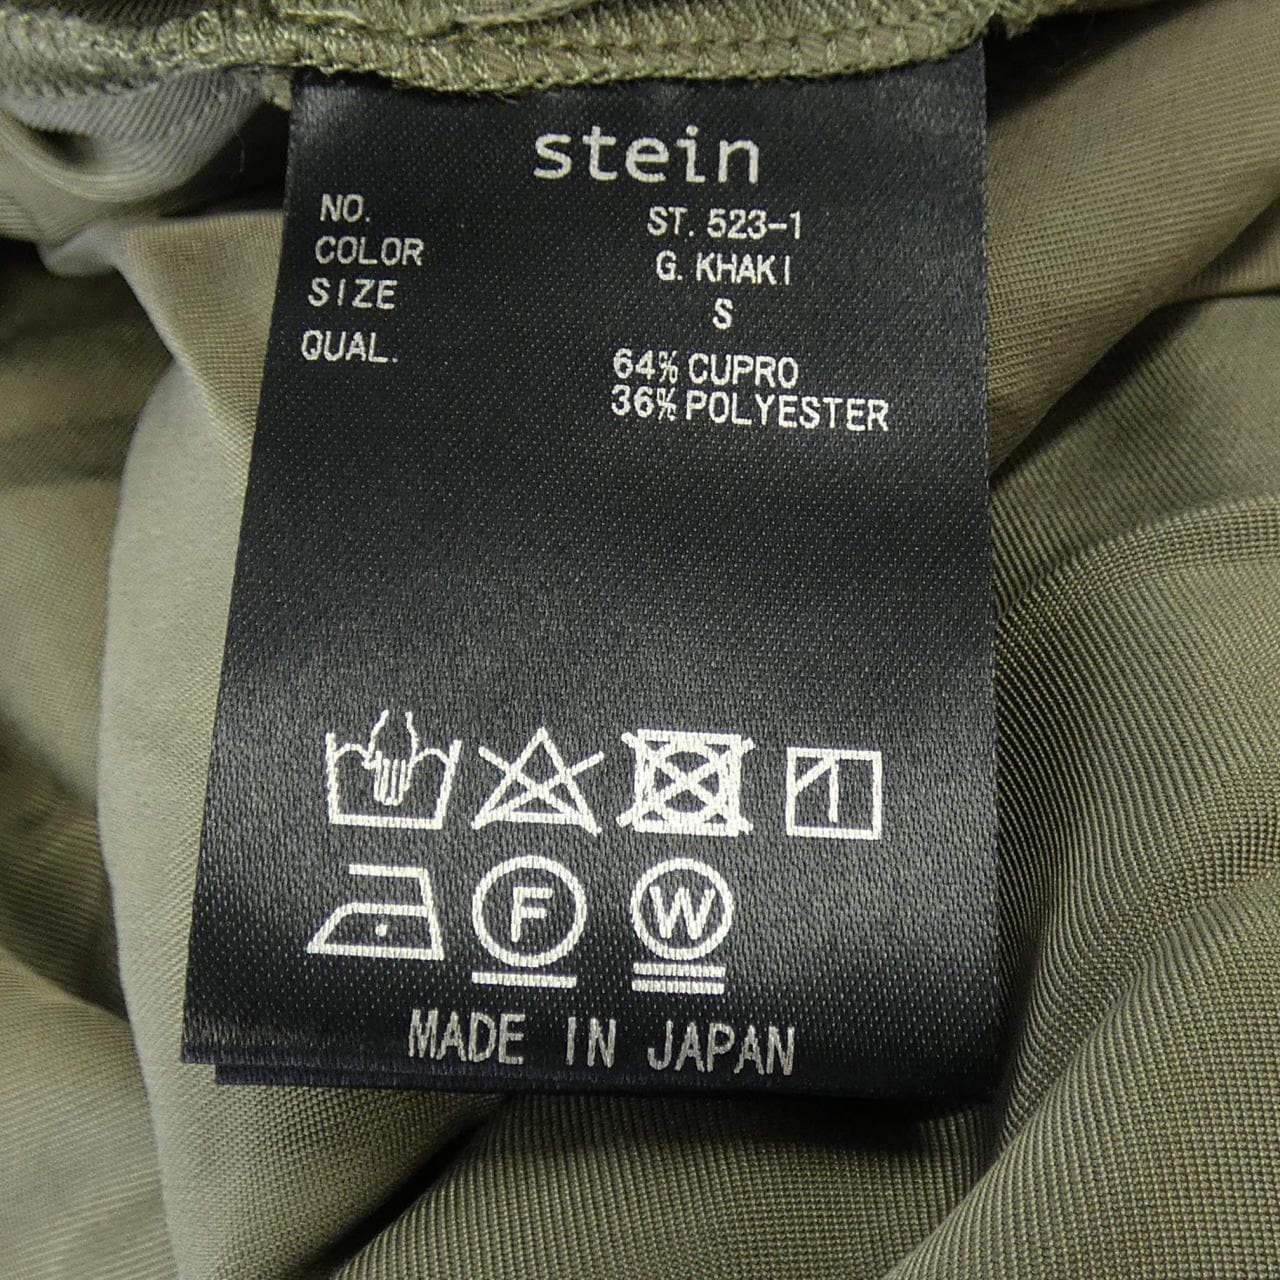 stein
NO. ST. 523-1
COLOR G. KHAKI
SIZE S
QUAL. 64% CUPRO
36% POLYESTER
F W
MADE IN JAPAN